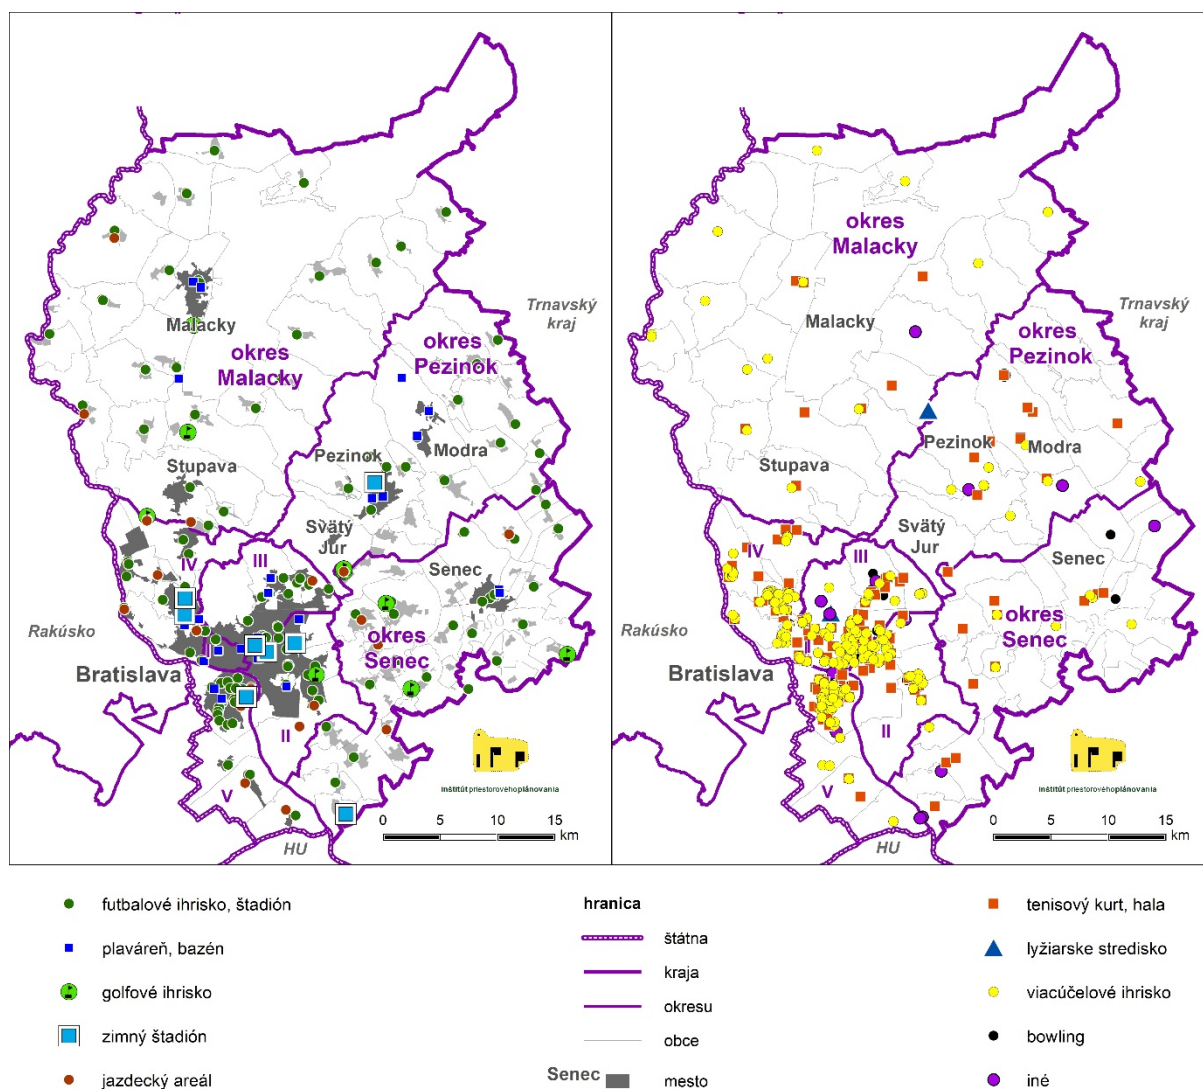 okres
Malacky
Trnavský
kraj
Malacky
okres
Malacky
okres
Pezinok
Pezinok
Modra
Stupava
Svätý
Jur
III
IV
Senec
Rakúsko
I
okres
Senec
Bratislava
II
V
HU
inštitút priestorového plánovania
0 5 10 15
km
okres
Pezinok
Trnavský
kraj
Malacky
Pezinok
Modra
Stupava
Svätý
Jur
III
IV
Senec
Rakúsko
I
okres
Senec
Bratislava
II
V
HU
inštitút priestorového plánovania
0 5 10 15
km
futbalové ihrisko, štadión
plaváreň, bazén
golfové ihrisko
zimný štadión
jazdecký areál
hranica
štátna
kraja
okresu
obce
Senec mesto
tenisový kurt, hala
lyžiarske stredisko
viacúčelové ihrisko
bowling
iné